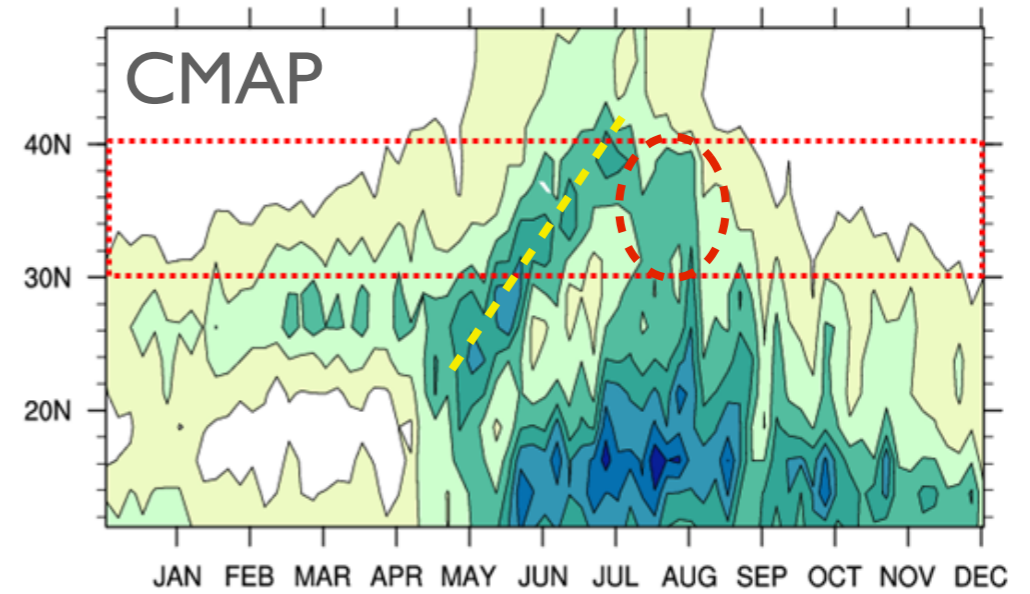 CMAP
40N
30N
20N
JAN FEB MAR APR MAY JUN JUL AUG SEP OCT NOV DEC